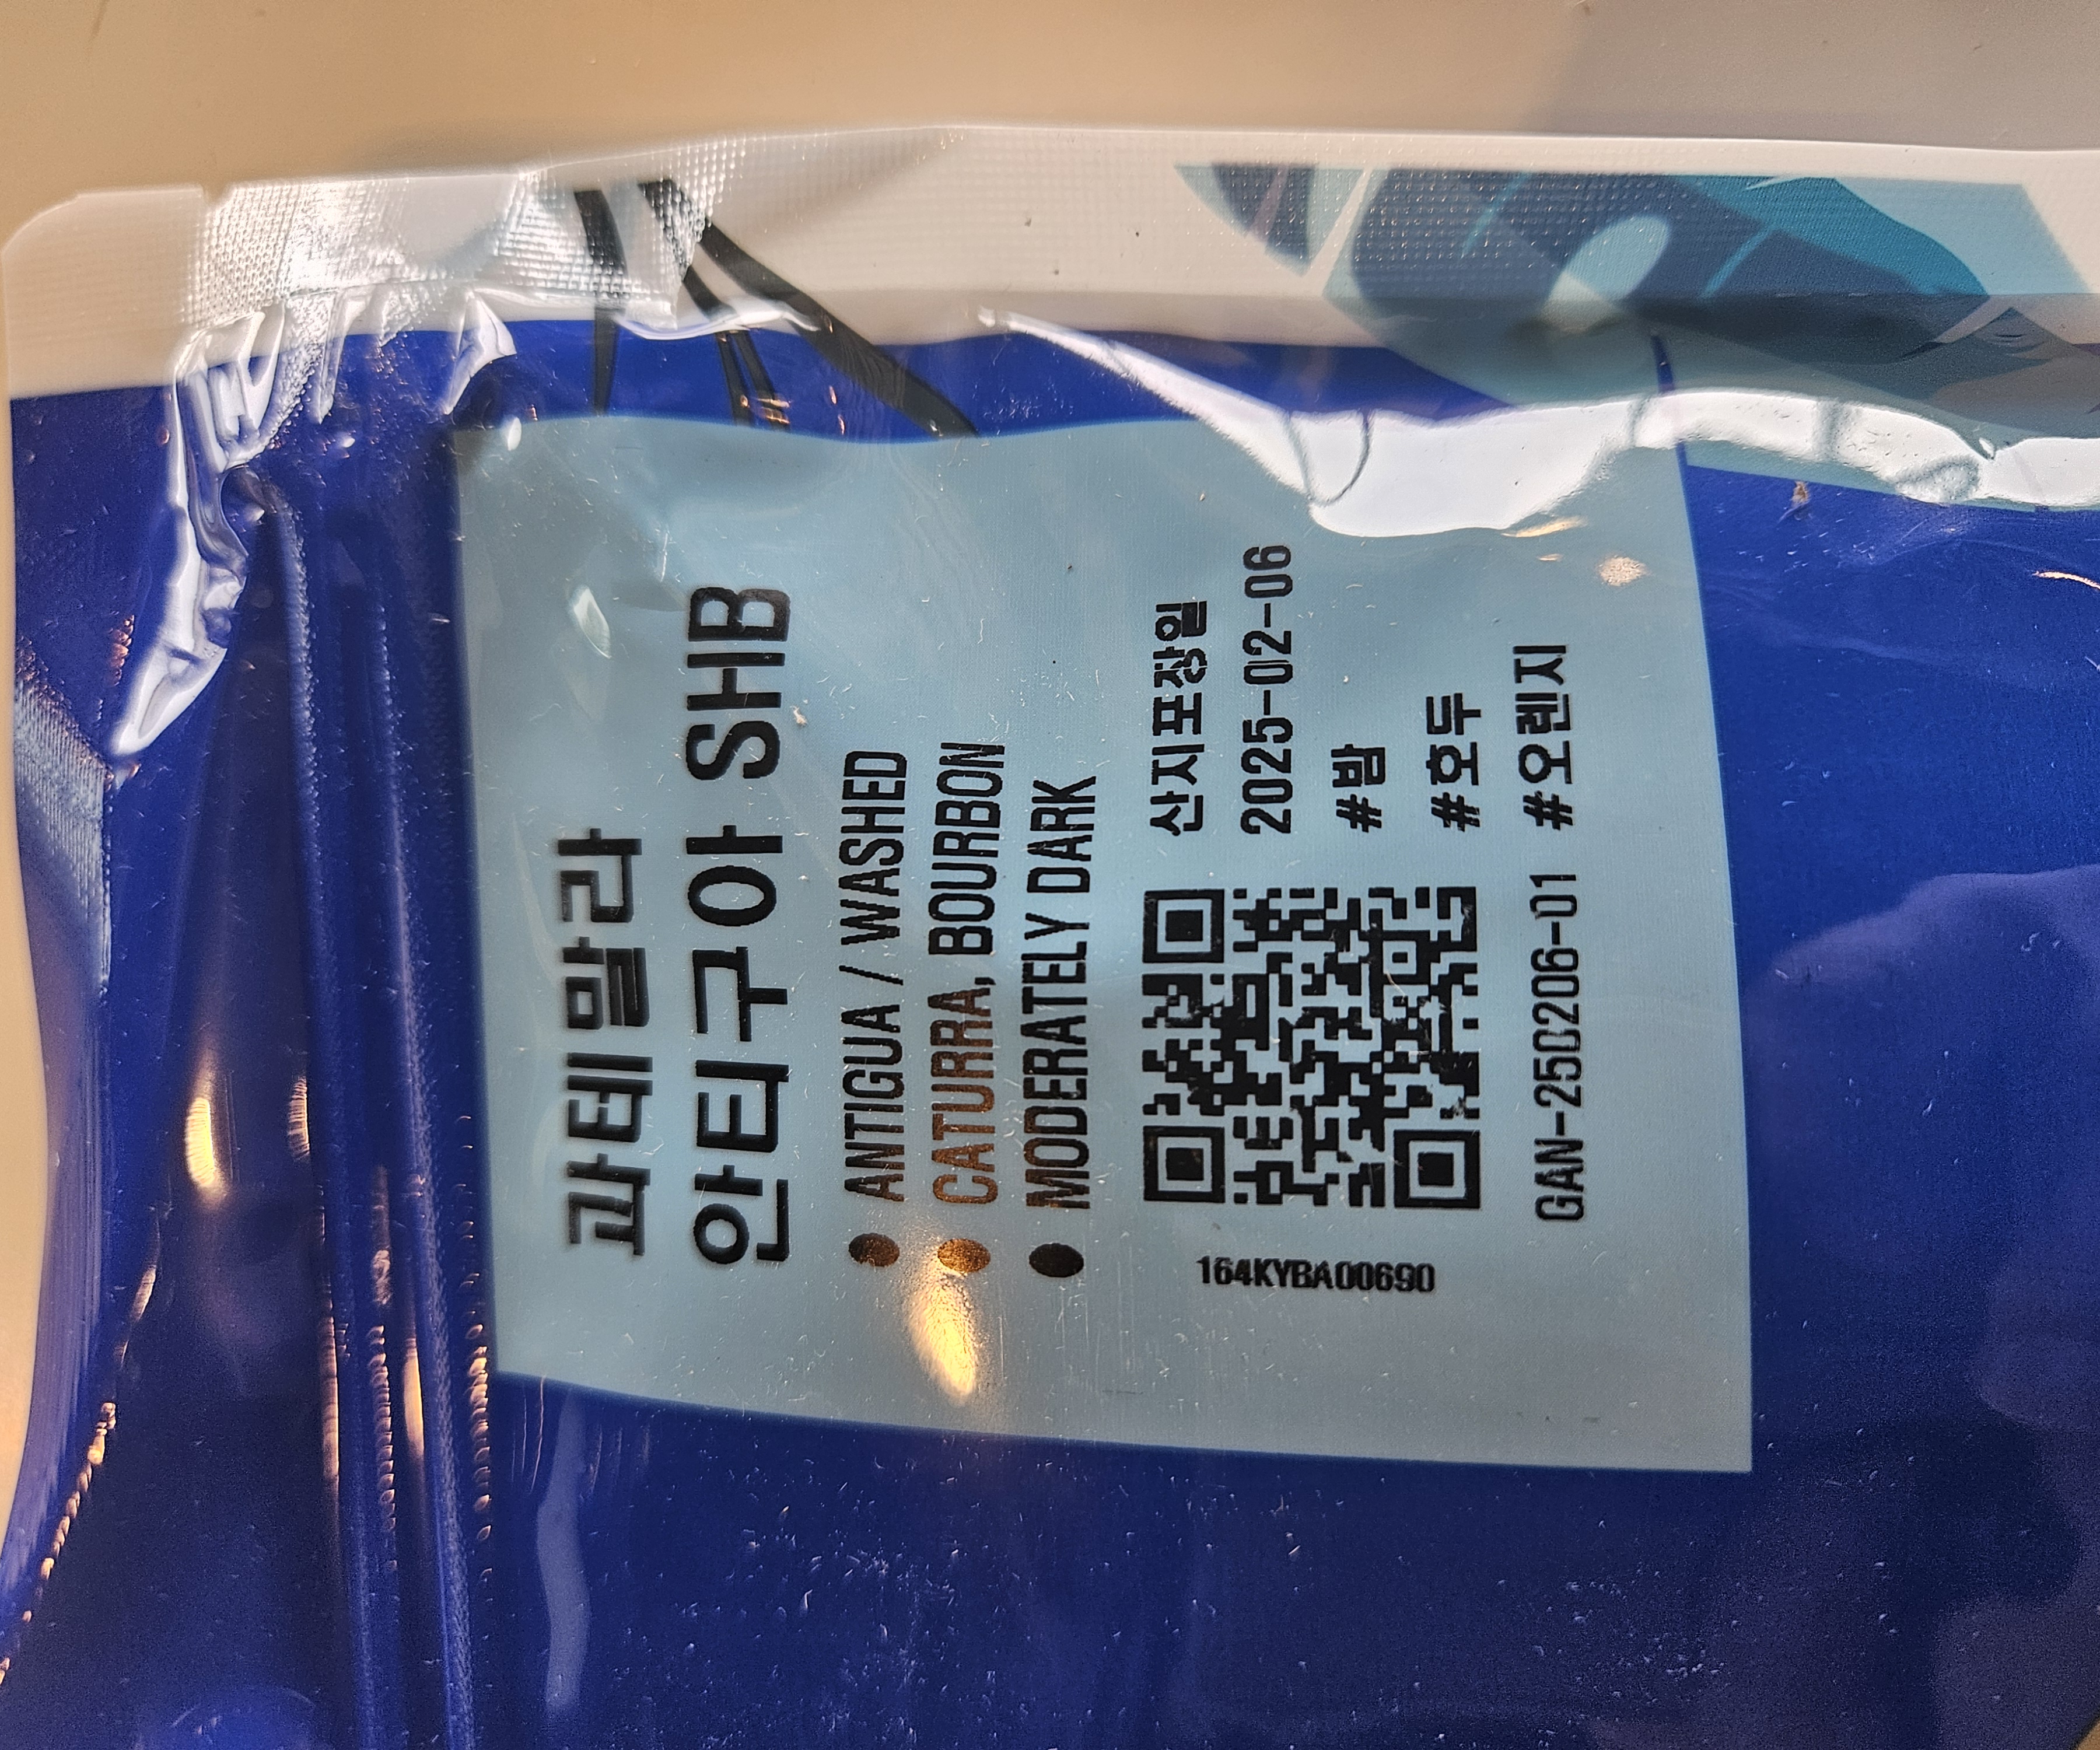 과테말라
안티구아 SHB
ANTIGUA / WASHED
CATURRA, BOURBON
MODERATELY DARK
산지포장일
2025-02-06
#밤
#호두
#오렌지
GAN-250206-01
164KYBA00690